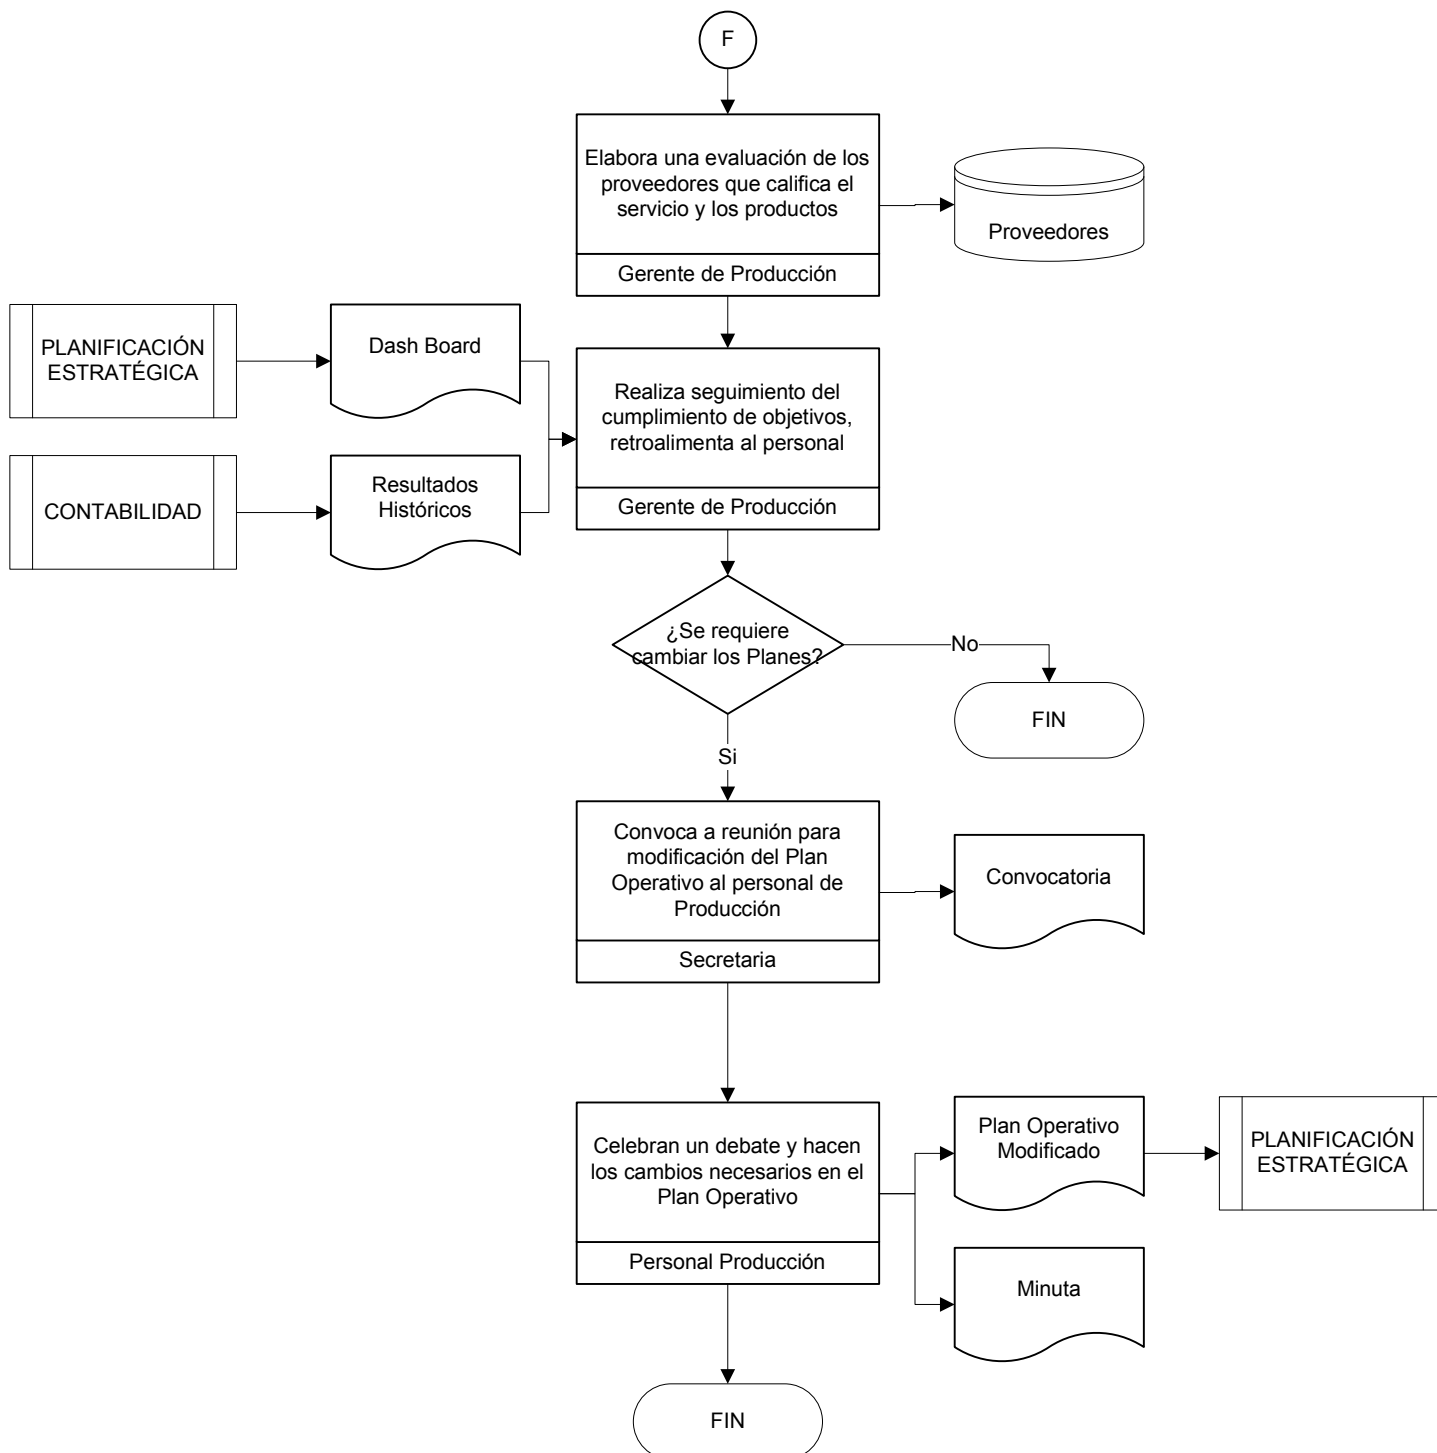 F
Elabora una evaluación de los
proveedores que califica el
servicio y los productos
Gerente de Producción
Proveedores
PLANIFICACIÓN
ESTRATÉGICA
Dash Board
Realiza seguimiento del
cumplimiento de objetivos,
retroalimenta al personal
Gerente de Producción
CONTABILIDAD
Resultados
Históricos
¿Se requiere
cambiar los Planes?
No
FIN
Si
Convoca a reunión para
modificación del Plan
Operativo al personal de
Producción
Secretaria
Convocatoria
Celebran un debate y hacen
los cambios necesarios en el
Plan Operativo
Personal Producción
Plan Operativo
Modificado
PLANIFICACIÓN
ESTRATÉGICA
Minuta
FIN